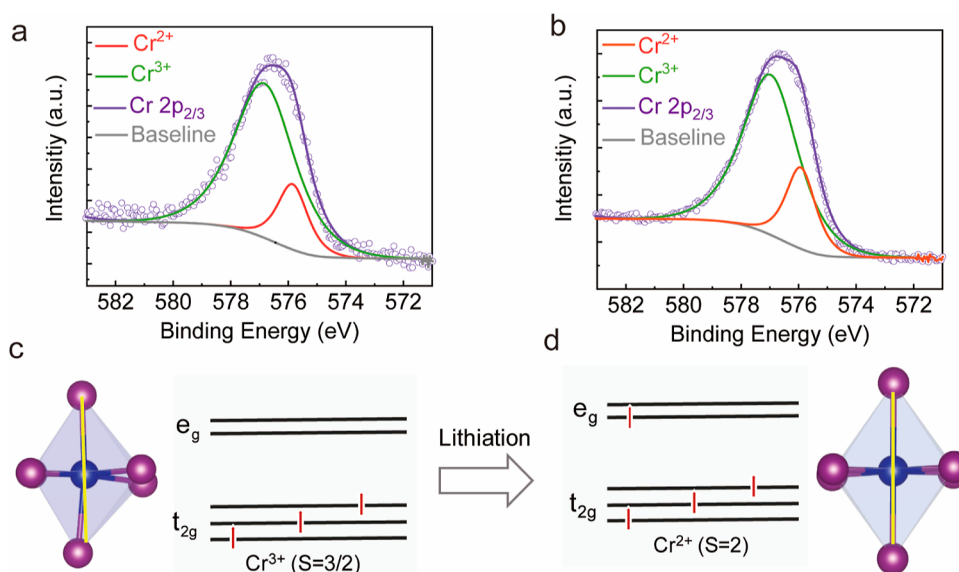 a
Cr²⁺
Cr³⁺
Cr 2p₂/₃
Baseline
Intensitiy (a.u.)
582 580 578 576 574 572
Binding Energy (eV)
b
Cr²⁺
Cr³⁺
Cr 2p₂/₃
Baseline
Intensitiy (a.u.)
582 580 578 576 574 572
Binding Energy (eV)
c
e_g
t₂g
Cr³⁺ (S=3/2)
Lithiation
d
e_g
t₂g
Cr²⁺ (S=2)